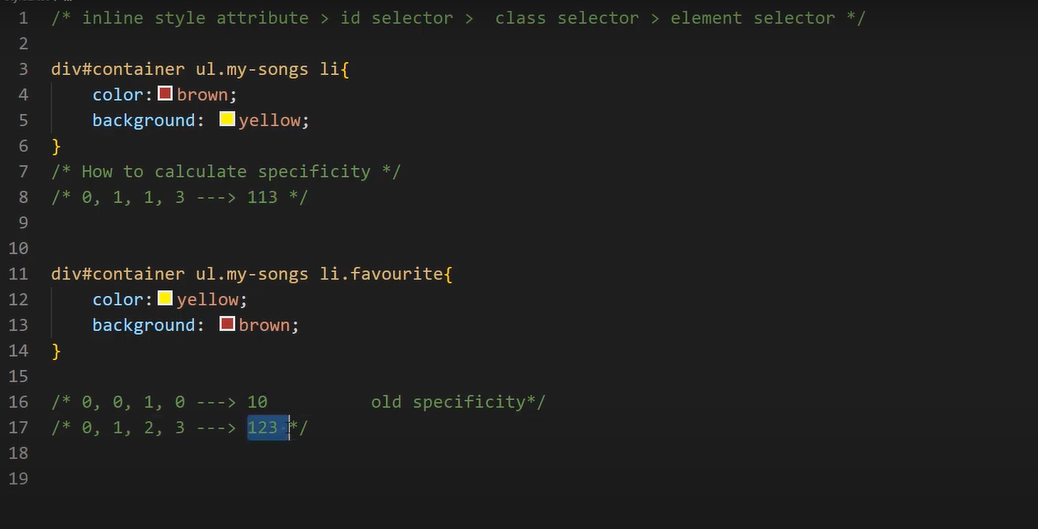 1 /* inline style attribute > id selector >  class selector > element selector */
2
3 div#container ul.my-songs li{
4     color: brown;
5     background: yellow;
6 }
7 /* How to calculate specificity */
8 /* 0, 1, 1, 3 ---> 113 */
9
10
11 div#container ul.my-songs li.favourite{
12     color: yellow;
13     background: brown;
14 }
15
16 /* 0, 0, 1, 0 ---> 10          old specificity*/
17 /* 0, 1, 2, 3 ---> 123 */
18
19